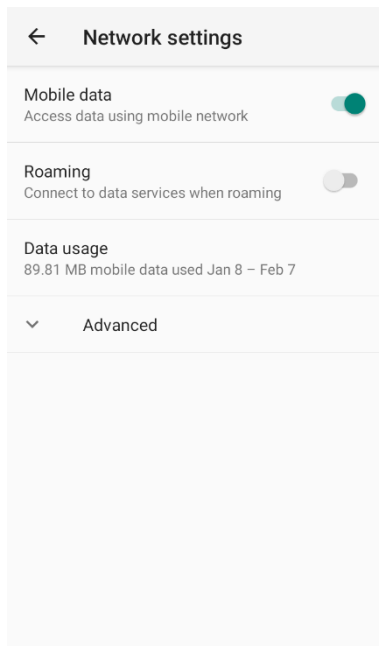 Network settings
Mobile data
Access data using mobile network
Roaming
Connect to data services when roaming
Data usage
89.81 MB mobile data used Jan 8 – Feb 7
Advanced